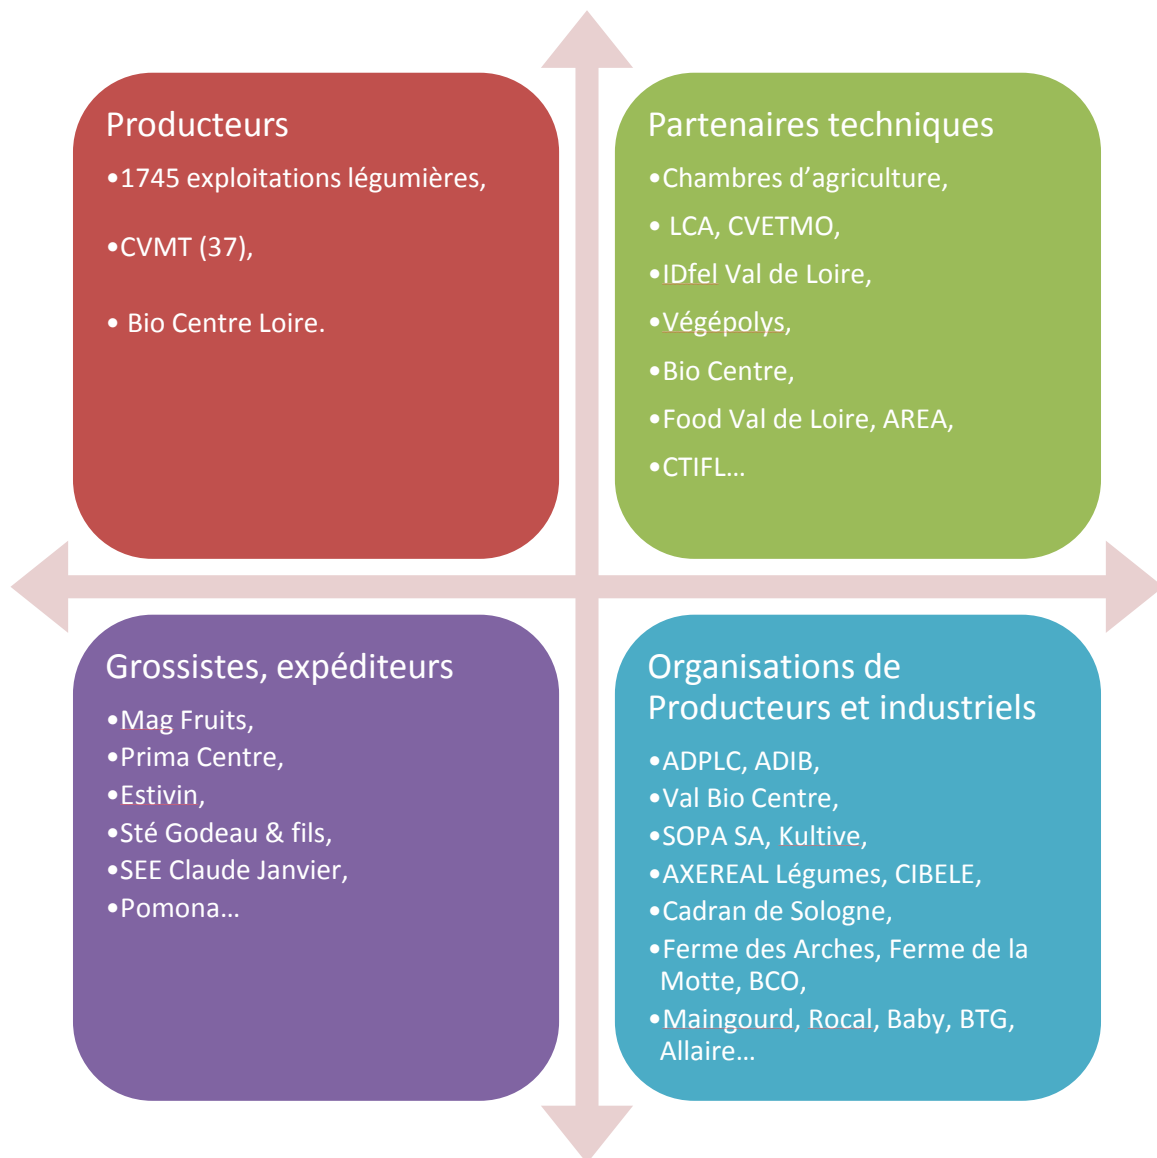 Producteurs
•1745 exploitations légumières,
•CVMT (37),
• Bio Centre Loire.
Partenaires techniques
•Chambres d’agriculture,
• LCA, CVETMO,
•IDfel Val de Loire,
•Végépolys,
•Bio Centre,
•Food Val de Loire, AREA,
•CTIFL…
Grossistes, expéditeurs
•Mag Fruits,
•Prima Centre,
•Estivin,
•Sté Godeau & fils,
•SEE Claude Janvier,
•Pomona…
Organisations de
Producteurs et industriels
•ADPLC, ADIB,
•Val Bio Centre,
•SOPA SA, Kultive,
•AXEREAL Légumes, CIBELE,
•Cadran de Sologne,
•Ferme des Arches, Ferme de la
Motte, BCO,
•Maingourd, Rocal, Baby, BTG,
Allaire…